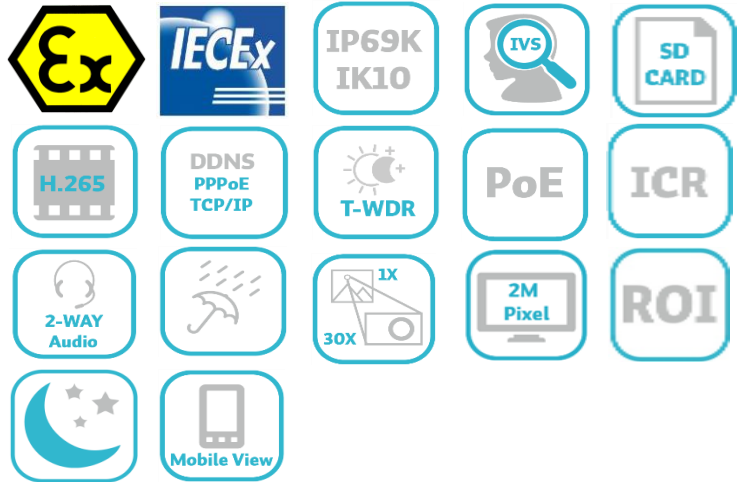 Ex
IECEx
IP69K
IK10
IVS
SD
CARD
H.265
DDNS
PPPoE
TCP/IP
T-WDR
PoE
ICR
2-WAY
Audio
1X
30X
2M
Pixel
ROI
Mobile View